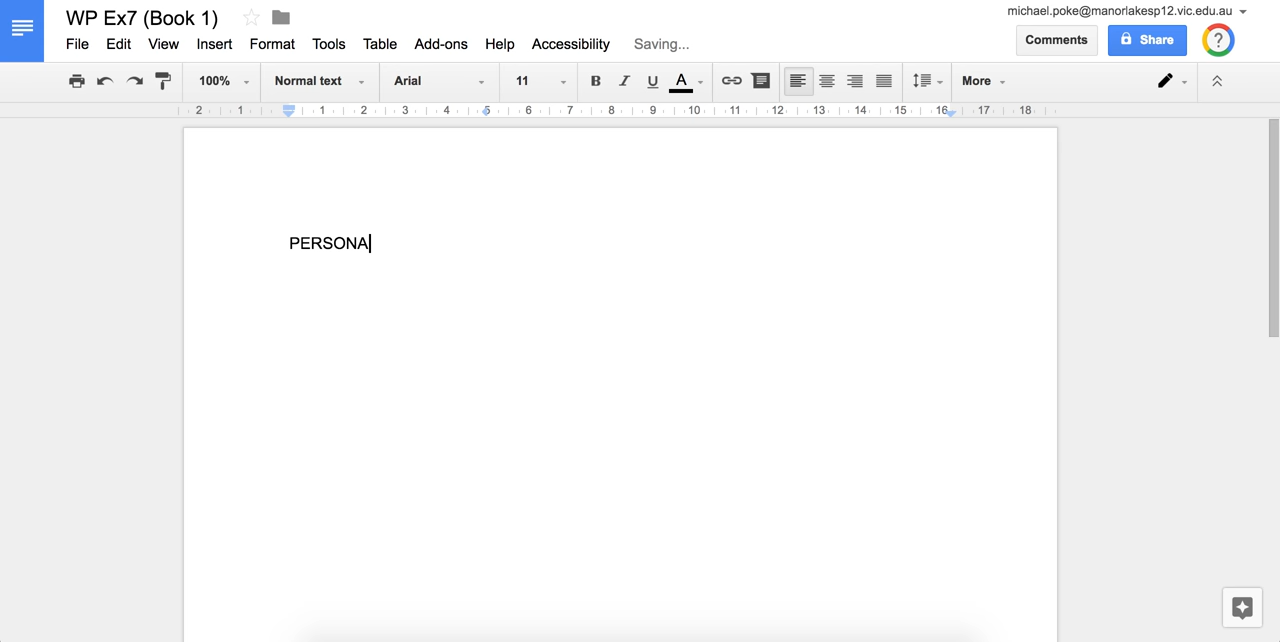 WP Ex7 (Book 1)
michael.poke@manorlakesp12.vic.edu.au
File Edit View Insert Format Tools Table Add-ons Help Accessibility Saving...
Comments Share ?
100% Normal text Arial 11 B I U A More
2 1 1 2 3 4 5 6 7 8 9 10 11 12 13 14 15 16 17 18
PERSONA